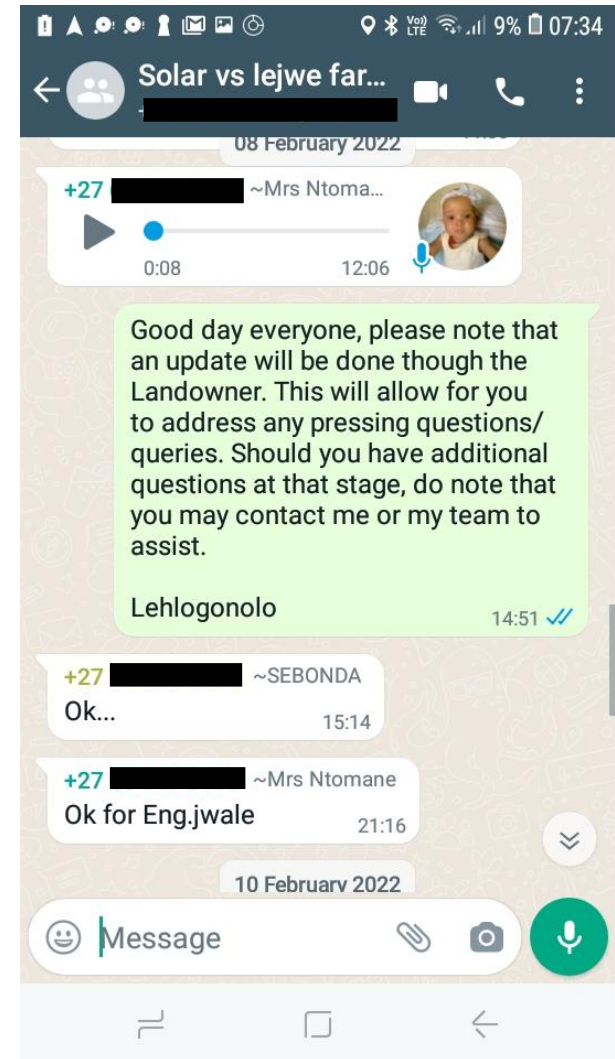 9% 07:34
Solar vs lejwe far...
08 February 2022
+27 ~Mrs Ntoma...
0:08 12:06
Good day everyone, please note that
an update will be done though the
Landowner. This will allow for you
to address any pressing questions/
queries. Should you have additional
questions at that stage, do note that
you may contact me or my team to
assist.
Lehlogonolo
14:51
+27 ~SEBONDA
Ok...
15:14
+27 ~Mrs Ntomane
Ok for Eng.jwale
21:16
10 February 2022
Message